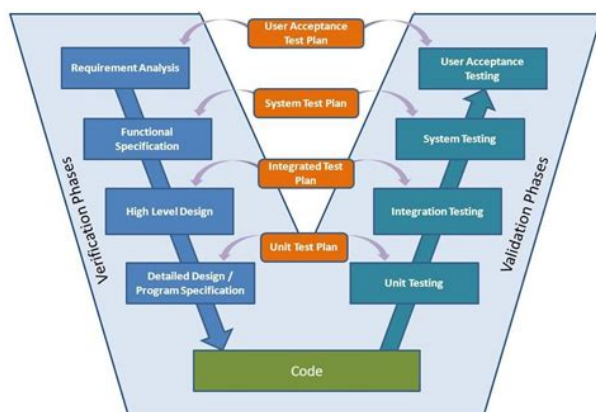 User Acceptance
Test Plan
Requirement Analysis
User Acceptance
Testing
System Test Plan
Functional
Specification
System Testing
Integrated Test
Plan
High Level Design
Integration Testing
Unit Test Plan
Detailed Design /
Program Specification
Unit Testing
Code
Verification Phases
Validation Phases